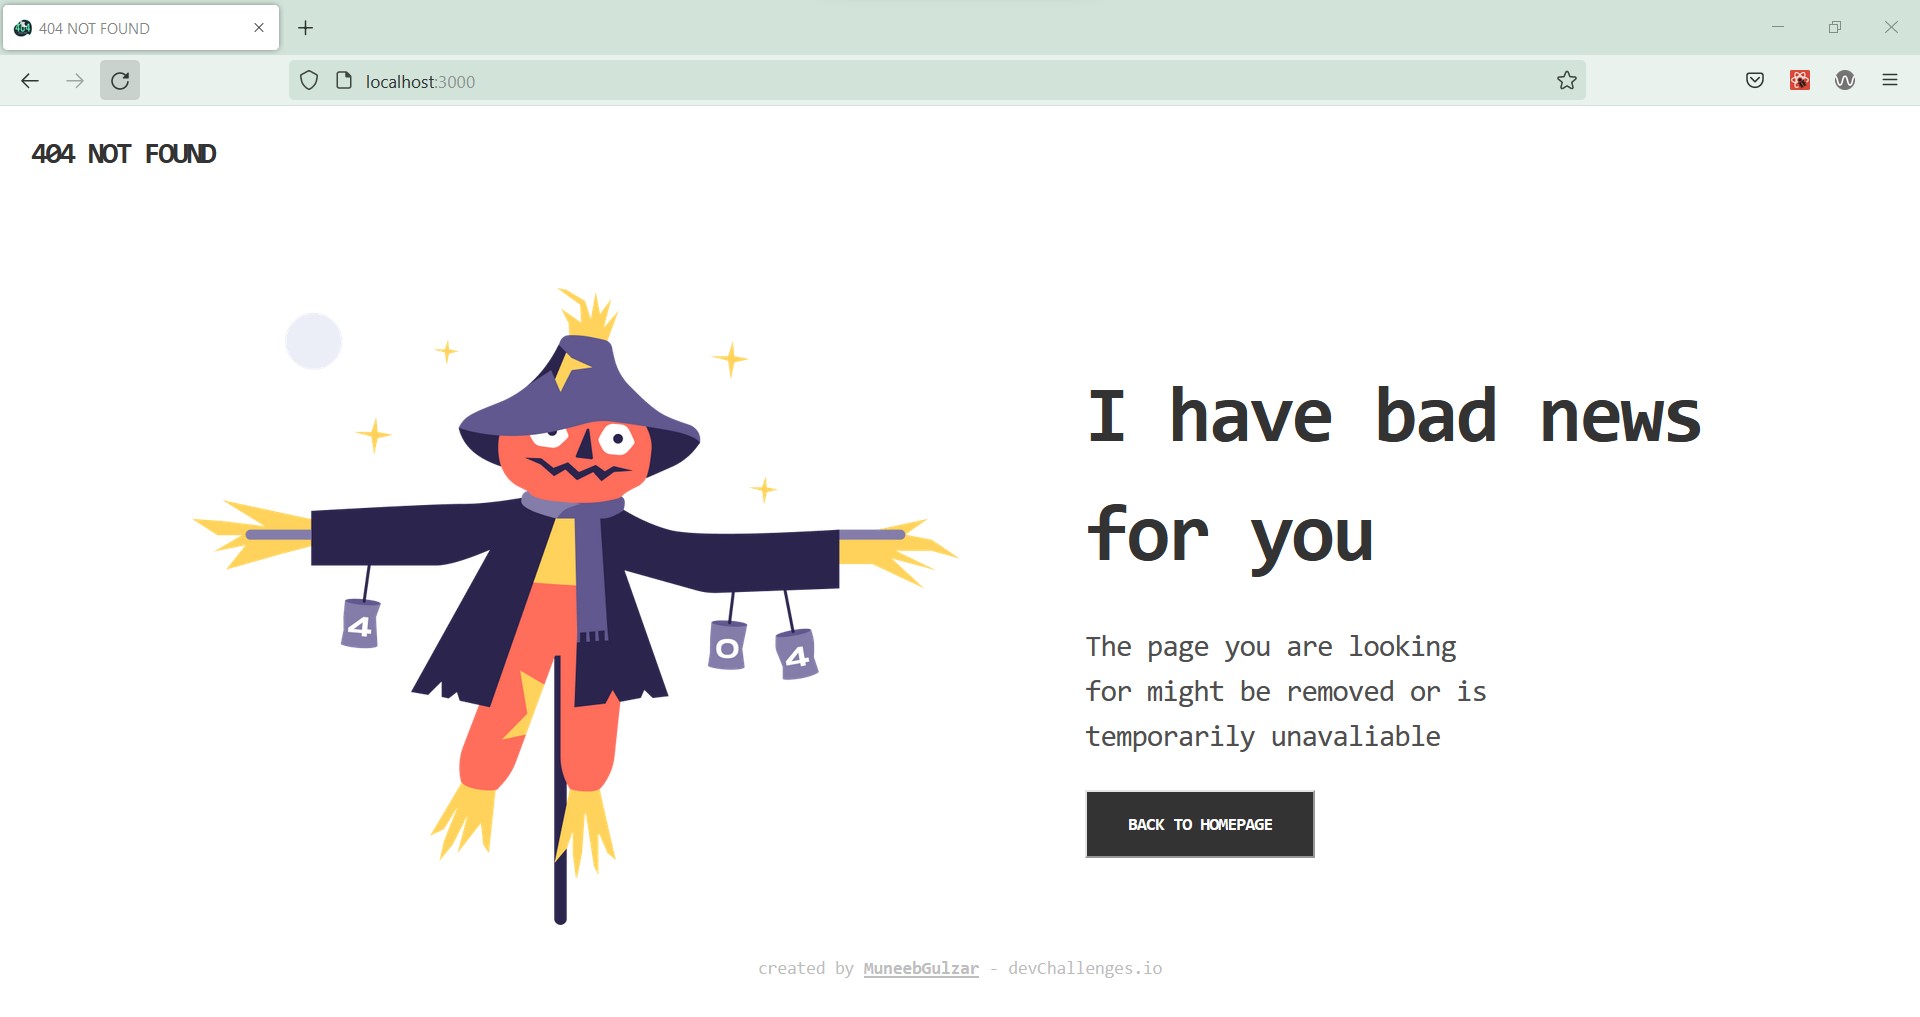 404 NOT FOUND
localhost:3000
404 NOT FOUND
I have bad news
for you
4
0
4
The page you are looking
for might be removed or is
temporarily unavaliable
BACK TO HOMEPAGE
created by MuneebGulzar - devChallenges.io